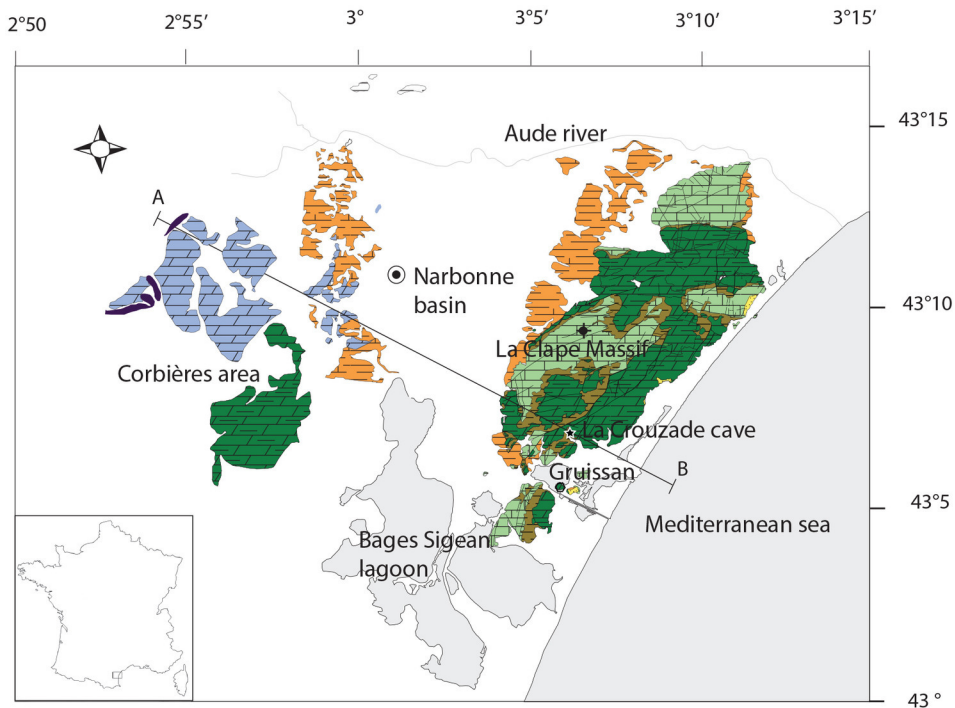 2°50 2°55′ 3° 3°5′ 3°10′ 3°15′
43°15
Aude river
A
Narbonne
basin
43°10
La Clape Massif
Corbières area
La Crouzade cave
Gruissan
B
43°5
Mediterranean sea
Bages Sigean
lagoon
43 °